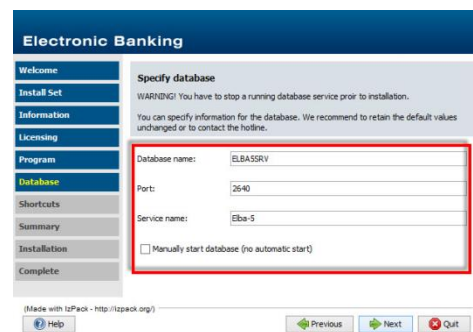 Electronic Banking
Welcome
Install Set
Information
Licensing
Program
Database
Shortcuts
Summary
Installation
Complete
Specify database
WARNING! You have to stop a running database service proir to installation.
You can specify information for the database. We recommend to retain the default values
unchanged or to contact the hotline.
Database name:
ELBA5SRV
Port:
2640
Service name:
Elba-5
Manually start database (no automatic start)
(Made with IzPack - http://izpack.org/)
Help
Previous
Next
Quit